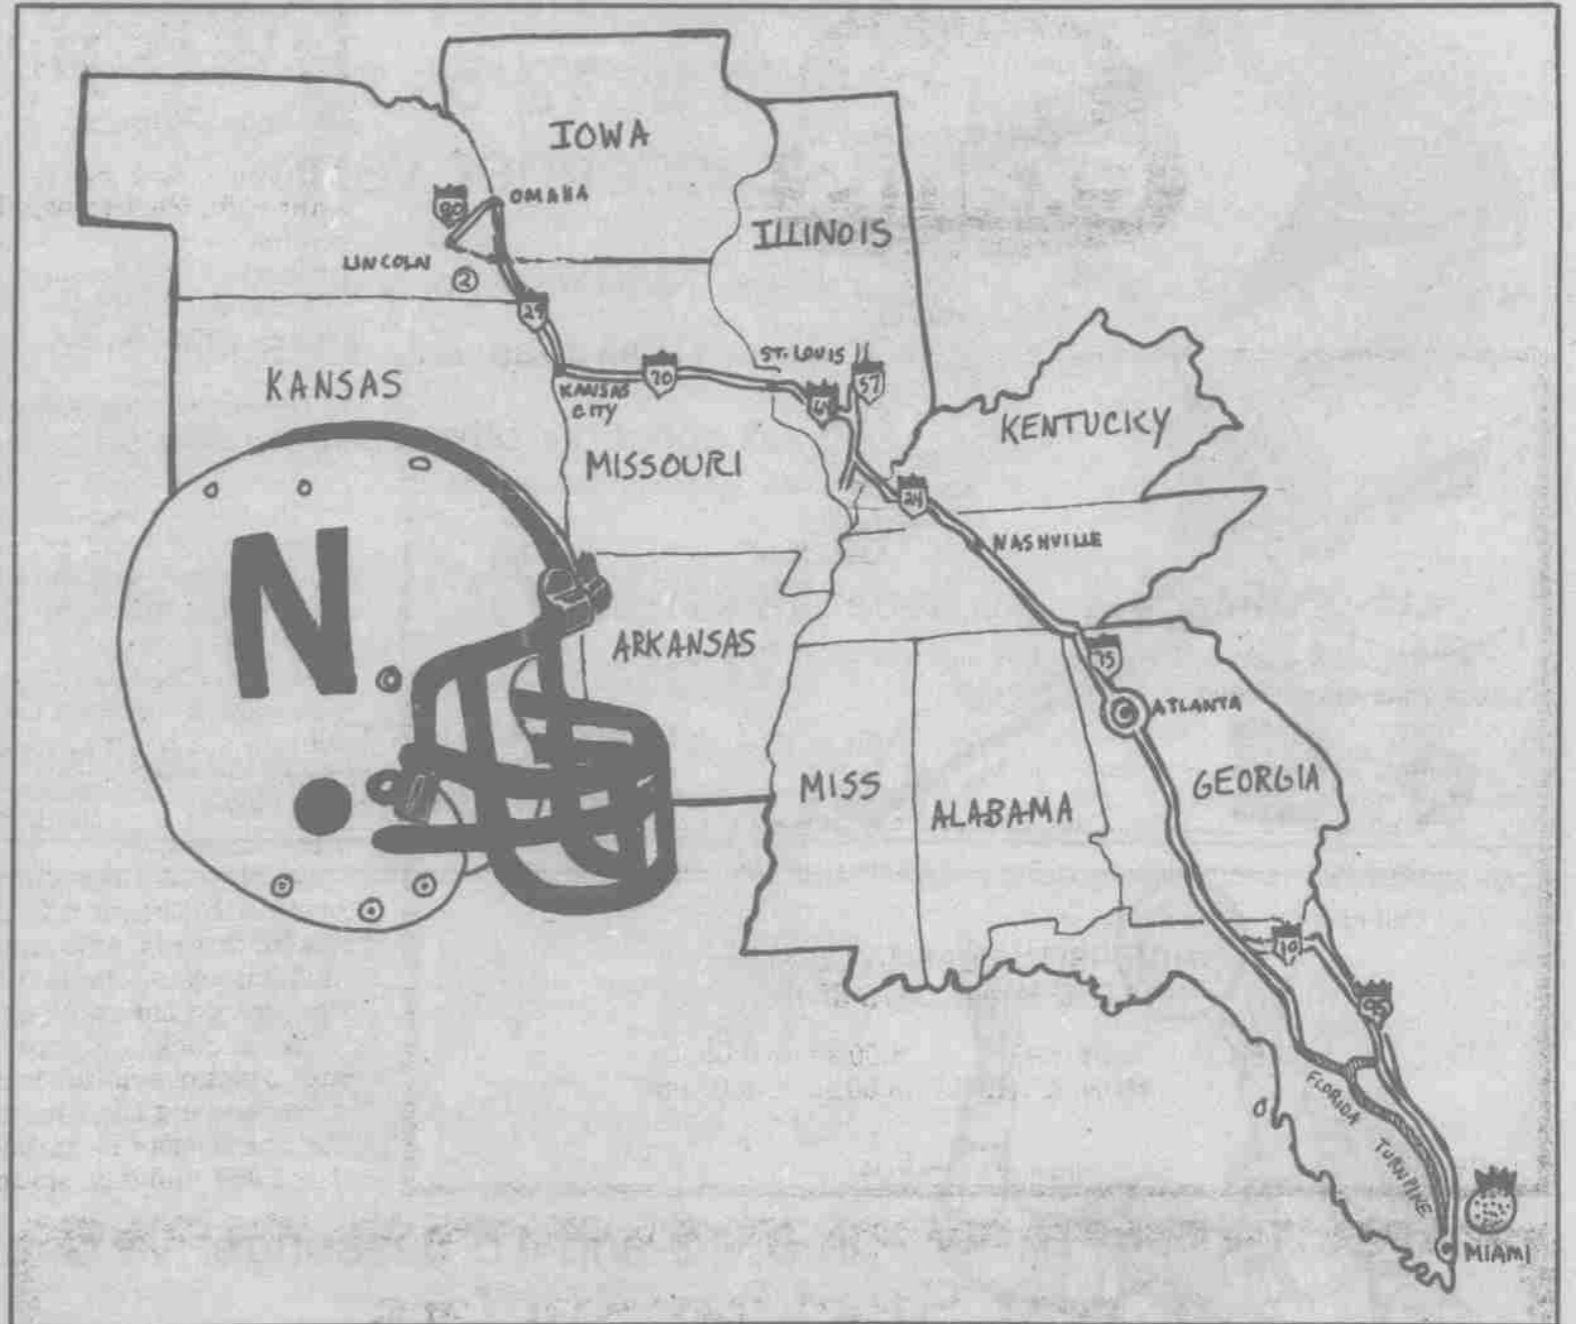 IOWA
80
OMAHA
ILLINOIS
LINCOLN
2
29
ST. LOUIS
57
70
64
KANSAS
KANSAS
CITY
KENTUCKY
MISSOURI
24
NASHVILLE
N
ARKANSAS
75
ATLANTA
MISS
ALABAMA
GEORGIA
10
95
FLORIDA
TURNPIKE
MIAMI